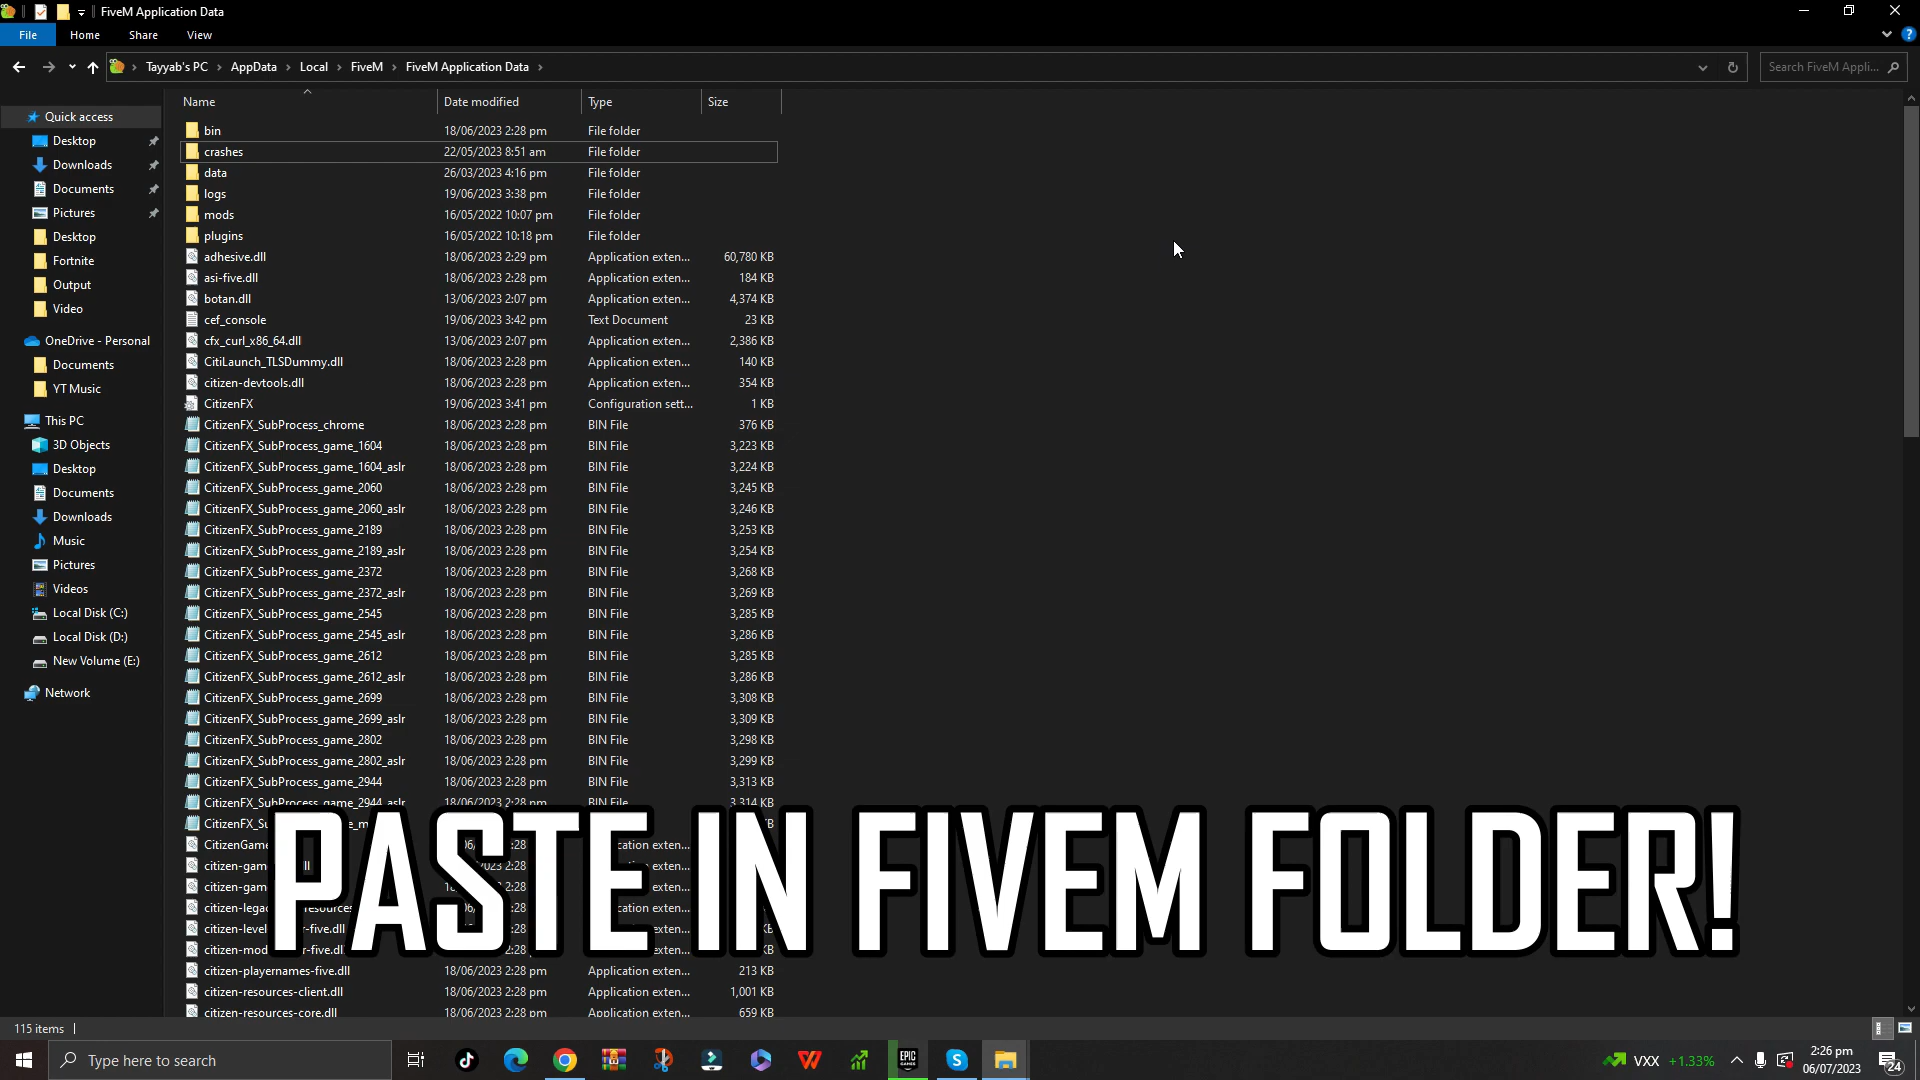 FiveM Application Data
File Home Share View
Tayyab's PC AppData Local FiveM FiveM Application Data Search FiveM Appli...
Name Date modified Type Size
Quick access
Desktop
Downloads
Documents
Pictures
Desktop
Fortnite
Output
Video
OneDrive - Personal
Documents
YT Music
This PC
3D Objects
Desktop
Documents
Downloads
Music
Pictures
Videos
Local Disk (C:)
Local Disk (D:)
New Volume (E:)
Network
bin 18/06/2023 2:28 pm File folder
crashes 22/05/2023 8:51 am File folder
data 26/03/2023 4:16 pm File folder
logs 19/06/2023 3:38 pm File folder
mods 16/05/2022 10:07 pm File folder
plugins 16/05/2022 10:18 pm File folder
adhesive.dll 18/06/2023 2:29 pm Application exten... 60,780 KB
asi-five.dll 18/06/2023 2:28 pm Application exten... 184 KB
botan.dll 13/06/2023 2:07 pm Application exten... 4,374 KB
cef_console 19/06/2023 3:42 pm Text Document 23 KB
cfx_curl_x86_64.dll 13/06/2023 2:07 pm Application exten... 2,386 KB
CitiLaunch_TLSDummy.dll 18/06/2023 2:28 pm Application exten... 140 KB
citizen-devtools.dll 18/06/2023 2:28 pm Application exten... 354 KB
CitizenFX 19/06/2023 3:41 pm Configuration sett... 1 KB
CitizenFX_SubProcess_chrome 18/06/2023 2:28 pm BIN File 376 KB
CitizenFX_SubProcess_game_1604 18/06/2023 2:28 pm BIN File 3,223 KB
CitizenFX_SubProcess_game_1604_aslr 18/06/2023 2:28 pm BIN File 3,224 KB
CitizenFX_SubProcess_game_2060 18/06/2023 2:28 pm BIN File 3,245 KB
CitizenFX_SubProcess_game_2060_aslr 18/06/2023 2:28 pm BIN File 3,246 KB
CitizenFX_SubProcess_game_2189 18/06/2023 2:28 pm BIN File 3,253 KB
CitizenFX_SubProcess_game_2189_aslr 18/06/2023 2:28 pm BIN File 3,254 KB
CitizenFX_SubProcess_game_2372 18/06/2023 2:28 pm BIN File 3,268 KB
CitizenFX_SubProcess_game_2372_aslr 18/06/2023 2:28 pm BIN File 3,269 KB
CitizenFX_SubProcess_game_2545 18/06/2023 2:28 pm BIN File 3,285 KB
CitizenFX_SubProcess_game_2545_aslr 18/06/2023 2:28 pm BIN File 3,286 KB
CitizenFX_SubProcess_game_2612 18/06/2023 2:28 pm BIN File 3,285 KB
CitizenFX_SubProcess_game_2612_aslr 18/06/2023 2:28 pm BIN File 3,286 KB
CitizenFX_SubProcess_game_2699 18/06/2023 2:28 pm BIN File 3,308 KB
CitizenFX_SubProcess_game_2699_aslr 18/06/2023 2:28 pm BIN File 3,309 KB
CitizenFX_SubProcess_game_2802 18/06/2023 2:28 pm BIN File 3,298 KB
CitizenFX_SubProcess_game_2802_aslr 18/06/2023 2:28 pm BIN File 3,299 KB
CitizenFX_SubProcess_game_2944 18/06/2023 2:28 pm BIN File 3,313 KB
CitizenFX_SubProcess_game_2944_aslr 18/06/2023 2:28 pm BIN File 3,314 KB
PASTE IN FIVEM FOLDER!
citizen-playernames-five.dll 18/06/2023 2:28 pm Application exten... 213 KB
citizen-resources-client.dll 18/06/2023 2:28 pm Application exten... 1,001 KB
citizen-resources-core.dll 18/06/2023 2:28 pm Application exten... 659 KB
115 items
Type here to search
EPIC GAMES
VXX +1.33%
2:26 pm
06/07/2023
24